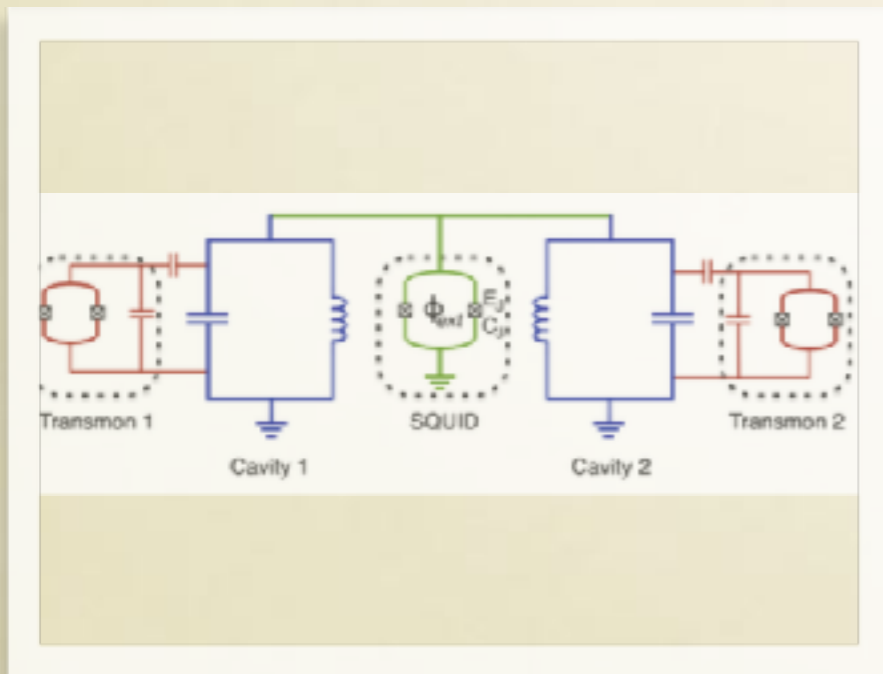 Φext
EJ
CJ
Transmon 1
SQUID
Transmon 2
Cavity 1
Cavity 2